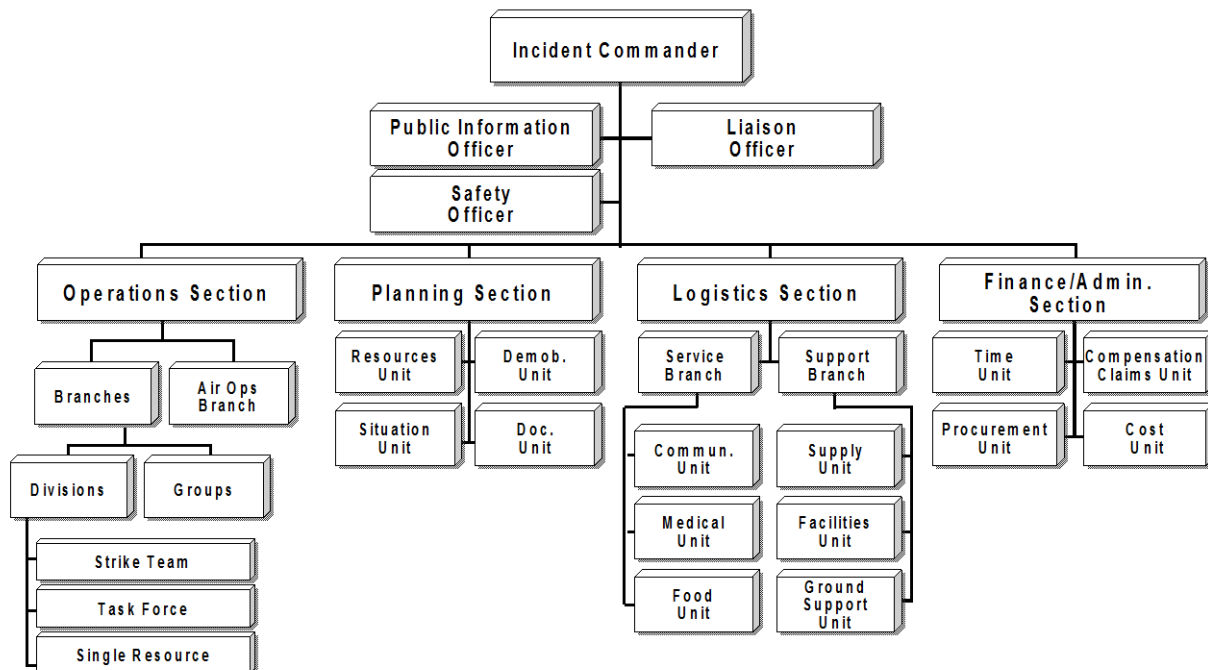 Incident Commander
Public Information
Officer
Liaison
Officer
Safety
Officer
Operations Section
Planning Section
Logistics Section
Finance/Admin.
Section
Branches
Air Ops
Branch
Divisions
Groups
Strike Team
Task Force
Single Resource
Resources
Unit
Demob.
Unit
Situation
Unit
Doc.
Unit
Service
Branch
Support
Branch
Commun.
Unit
Supply
Unit
Medical
Unit
Facilities
Unit
Food
Unit
Ground
Support
Unit
Time
Unit
Compensation
Claims Unit
Procurement
Unit
Cost
Unit